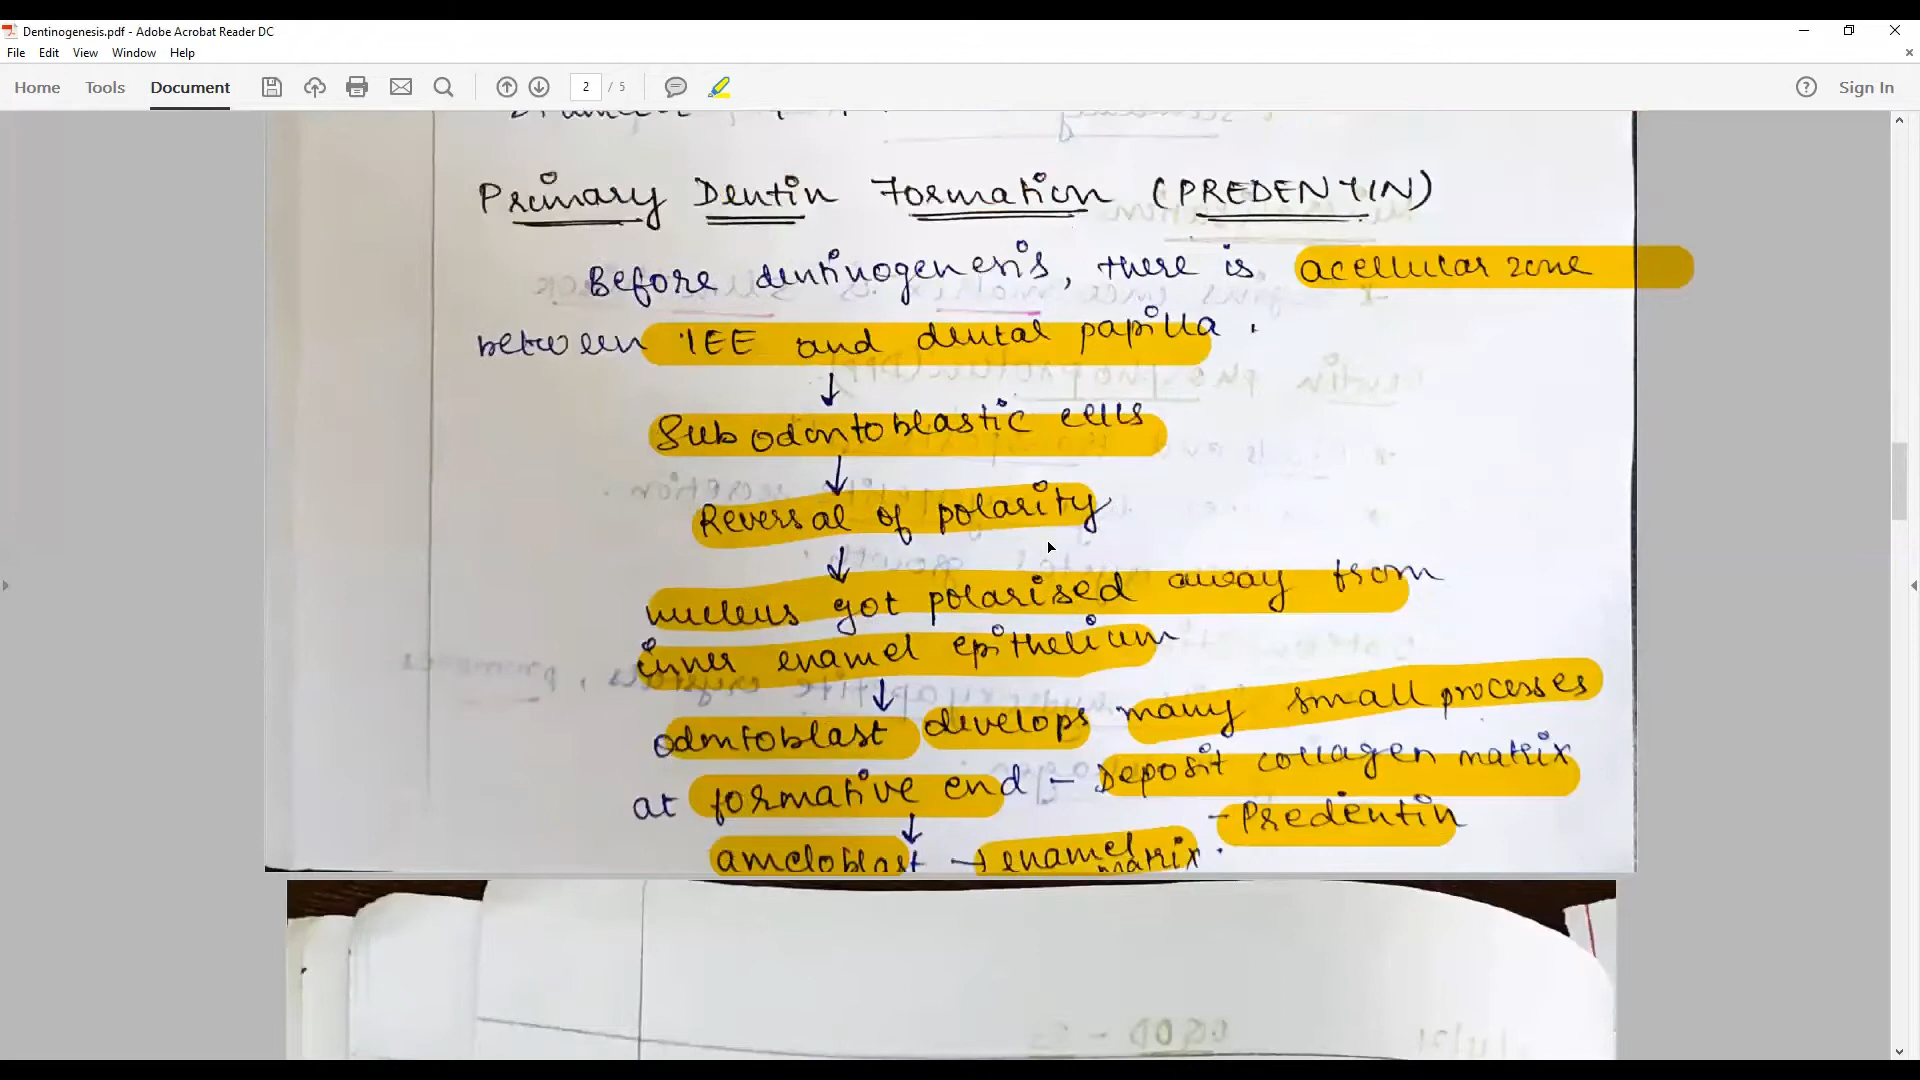 Dentinogenesis.pdf - Adobe Acrobat Reader DC
File Edit View Window Help
Home Tools Document 2 / 5 Sign In
Primary Dentin Formation (PREDENTIN)
Before dentinogenesis, there is acellular zone
between IEE and dental papilla.
↓
Sub odontoblastic cells
↓
Reversal of polarity
↓
nucleus got polarised away from
inner enamel epithelium
↓
odontoblast develops many small processes
at formative end - Deposit collagen matrix
- Predentin
↓
ameloblast → enamel matrix.